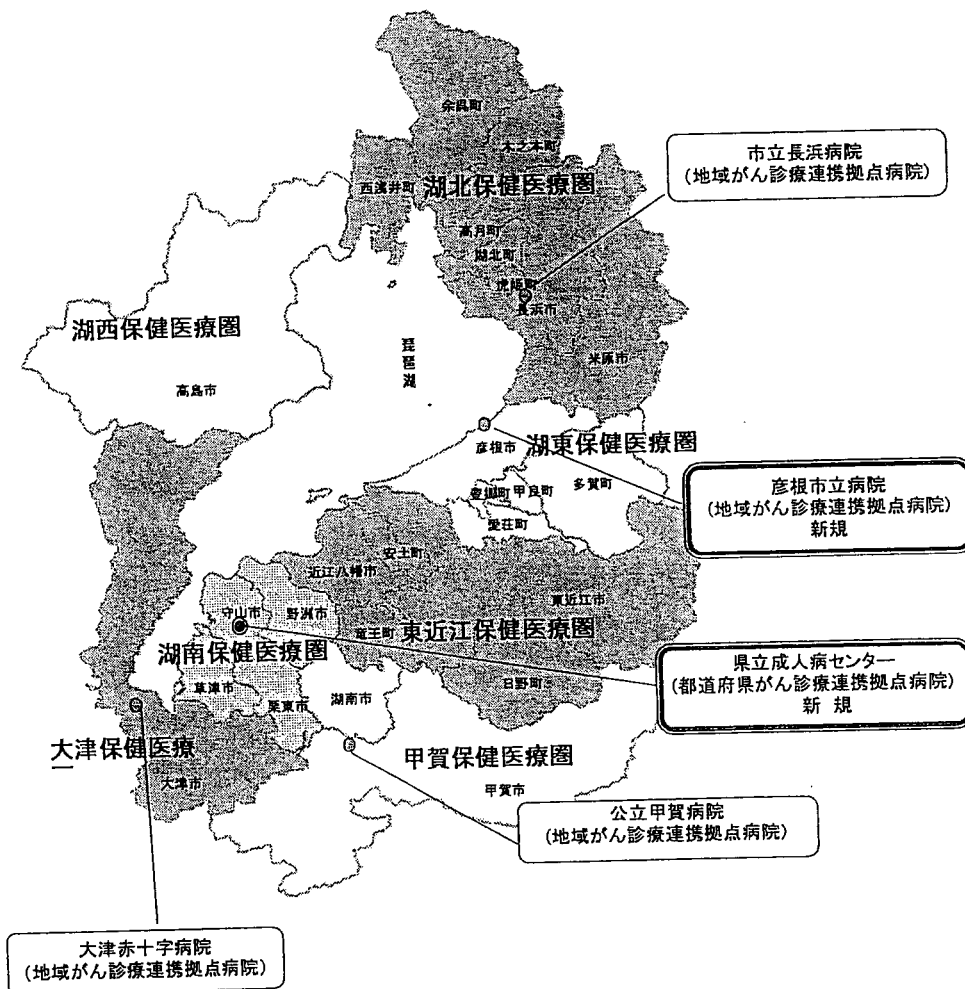 余呉町
木之本町
西浅井町
湖北保健医療圏
高月町
湖北町
虎姫町
長浜市
米原市
市立長浜病院
(地域がん診療連携拠点病院)
湖西保健医療圏
高島市
琵琶湖
湖東保健医療圏
彦根市
豊郷町
甲良町
多賀町
愛荘町
彦根市立病院
(地域がん診療連携拠点病院)
新規
安土町
近江八幡市
東近江市
守山市
野洲市
竜王町
東近江保健医療圏
湖南保健医療圏
草津市
栗東市
湖南市
日野町
県立成人病センター
(都道府県がん診療連携拠点病院)
新 規
大津保健医療
大津市
甲賀保健医療圏
甲賀市
公立甲賀病院
(地域がん診療連携拠点病院)
大津赤十字病院
(地域がん診療連携拠点病院)